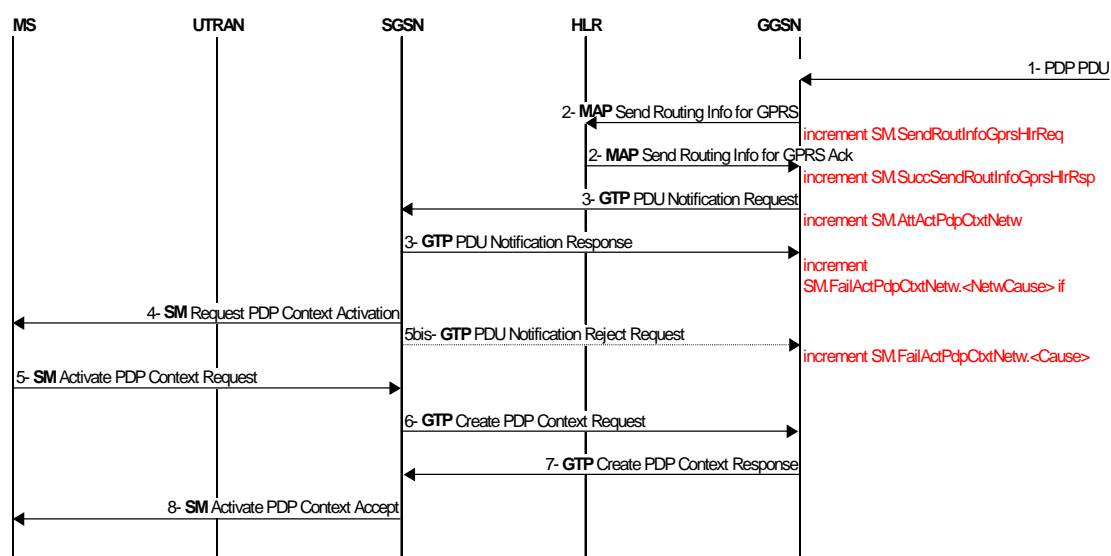 MS UTRAN SGSN HLR GGSN
1- PDP PDU
2- MAP Send Routing Info for GPRS
increment SM.SendRoutInfoGprsHlrReq
2- MAP Send Routing Info for GPRS Ack
increment SM.SuccSendRoutInfoGprsHlrRsp
3- GTP PDU Notification Request
increment SM.AttActPdpCtxtNetw
3- GTP PDU Notification Response
increment
SM.FailActPdpCtxtNetw.<NetwCause> if
4- SM Request PDP Context Activation
5bis- GTP PDU Notification Reject Request
increment SM.FailActPdpCtxtNetw.<Cause>
5- SM Activate PDP Context Request
6- GTP Create PDP Context Request
7- GTP Create PDP Context Response
8- SM Activate PDP Context Accept